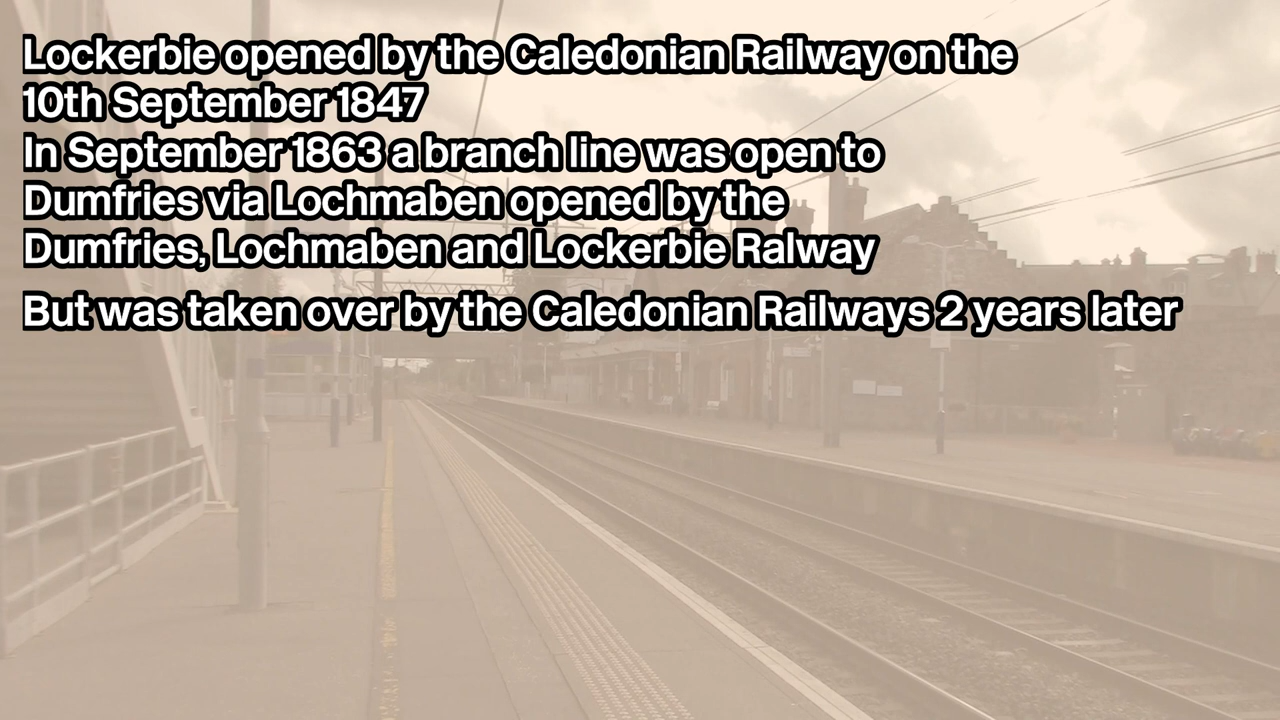 Lockerbie opened by the Caledonian Railway on the
10th September 1847
In September 1863 a branch line was open to
Dumfries via Lochmaben opened by the
Dumfries, Lochmaben and Lockerbie Ralway
But was taken over by the Caledonian Railways 2 years later